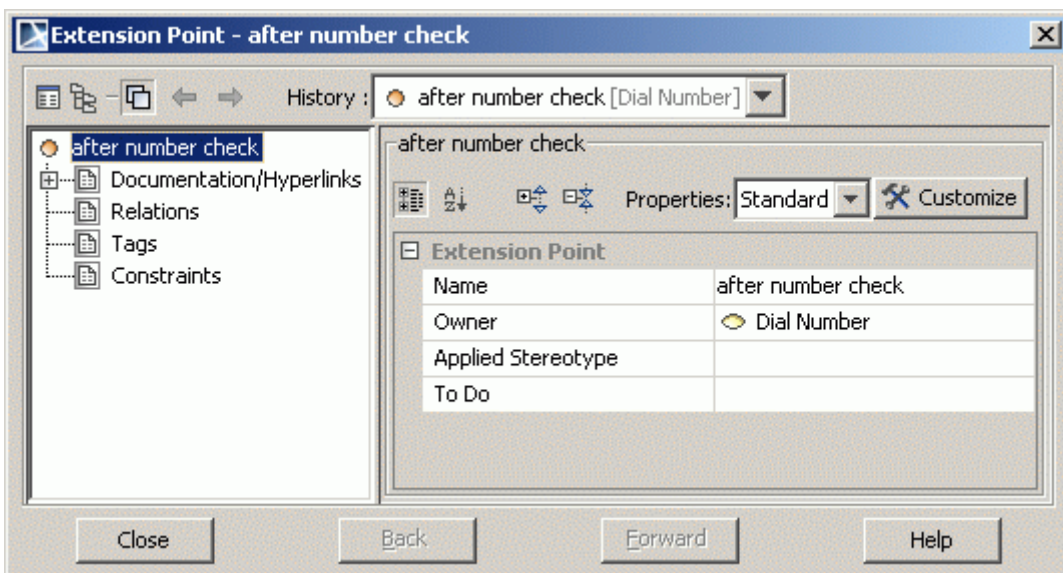 Extension Point - after number check
History : after number check [Dial Number]
after number check
Documentation/Hyperlinks
Relations
Tags
Constraints
after number check
Properties: Standard Customize
Extension Point
Name after number check
Owner Dial Number
Applied Stereotype
To Do
Close Back Forward Help